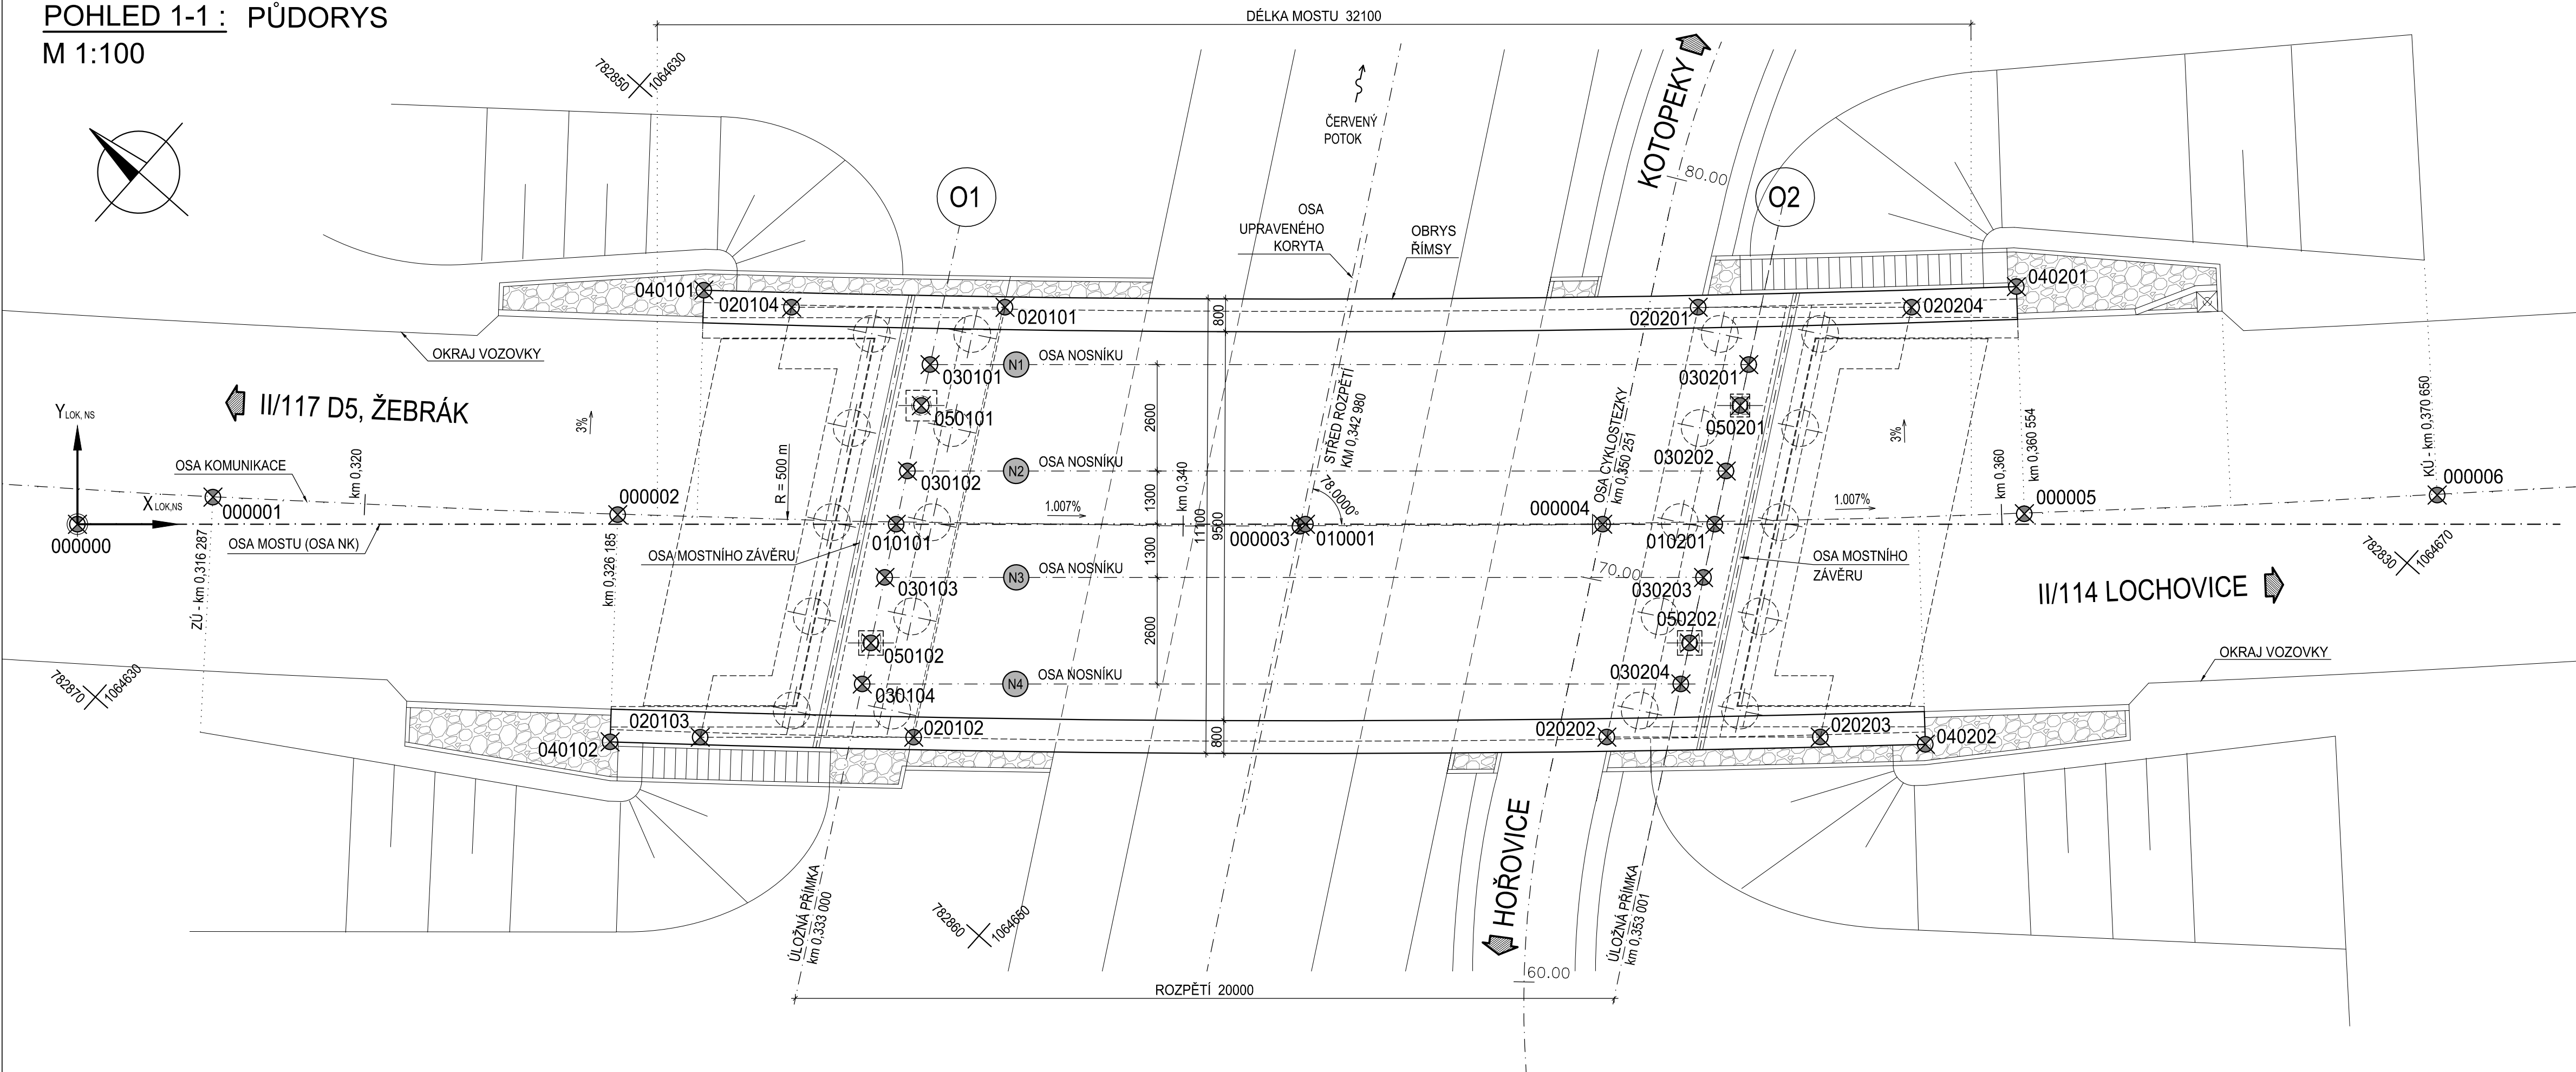 POHLED 1-1 : PŮDORYS
M 1:100
DÉLKA MOSTU 32100
782850
1064630
KOTOPEKY
ČERVENÝ
POTOK
80.00
O1
O2
OSA
UPRAVENÉHO
KORYTA
OBRYS
ŘÍMSY
040101
020104
020101
800
020201
020204
040201
OKRAJ VOZOVKY
N1
OSA NOSNÍKU
030101
030201
II/117 D5, ŽEBRÁK
Y LOK, NS
3%
050101
2600
STŘED ROZPĚTÍ
KM 0,342 980
OSA CYKLOSTEZKY
km 0,350 251
050201
3%
km 0,360 554
KÚ - km 0,370 650
OSA KOMUNIKACE
km 0,320
R = 500 m
N2
OSA NOSNÍKU
030102
030202
km 0,340
78.0000°
km 0,360
000006
000001
X LOK,NS
000002
1.007%
1300
11100
9500
000004
1.007%
000005
000000
OSA MOSTU (OSA NK)
010101
000003
010001
010201
ZÚ - km 0,316 287
km 0,326 185
OSA MOSTNÍHO ZÁVĚRU
1300
OSA MOSTNÍHO
ZÁVĚRU
782830
1064670
N3
OSA NOSNÍKU
030103
70.00
030203
II/114 LOCHOVICE
050102
2600
050202
782870
1064630
N4
OSA NOSNÍKU
030104
030204
OKRAJ VOZOVKY
020103
020102
800
020202
020203
040102
040202
HOŘOVICE
ÚLOŽNÁ PŘÍMKA
km 0,333 000
782860
1064650
ÚLOŽNÁ PŘÍMKA
km 0,353 001
60.00
ROZPĚTÍ 20000